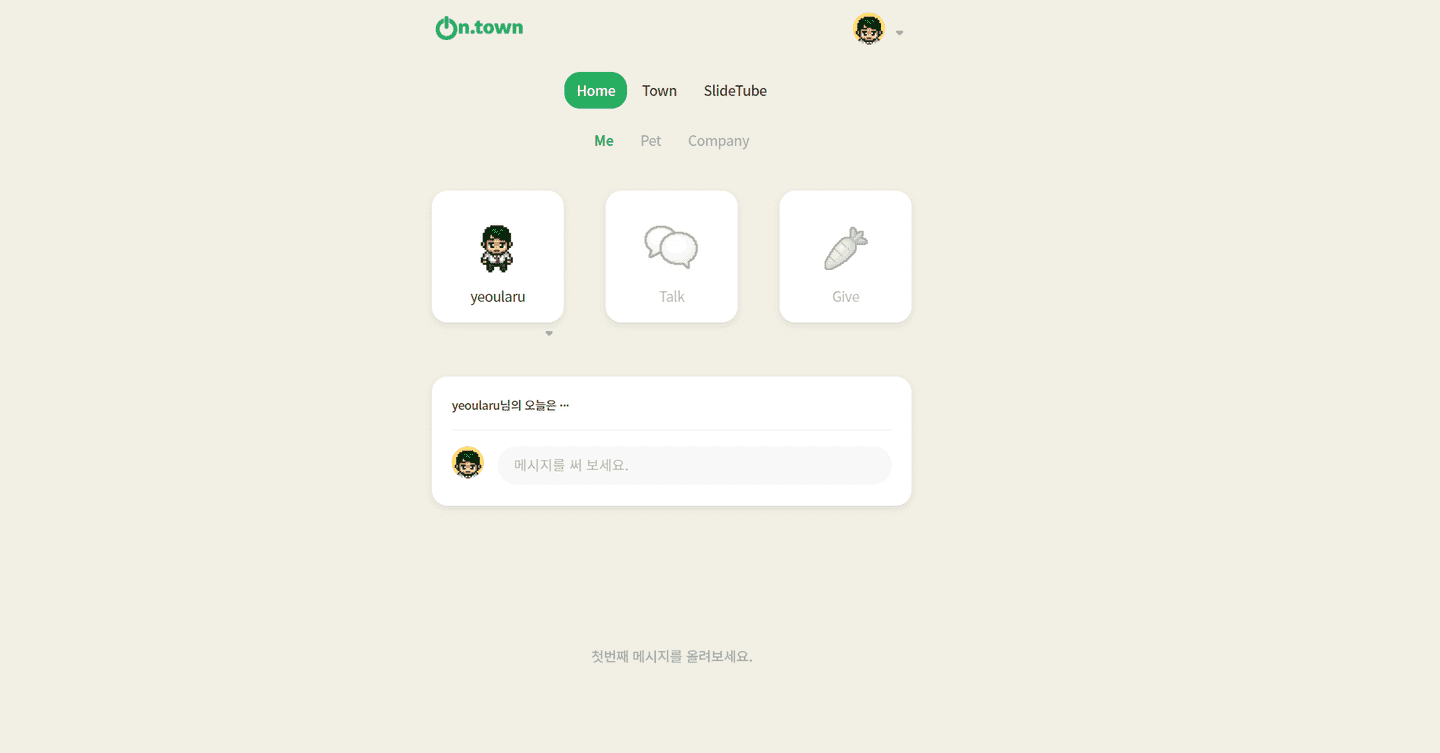 On.town
Home Town SlideTube
Me Pet Company
yeoularu Talk Give
yeoularu님의 오늘은 ···
메시지를 써 보세요.
첫번째 메시지를 올려보세요.